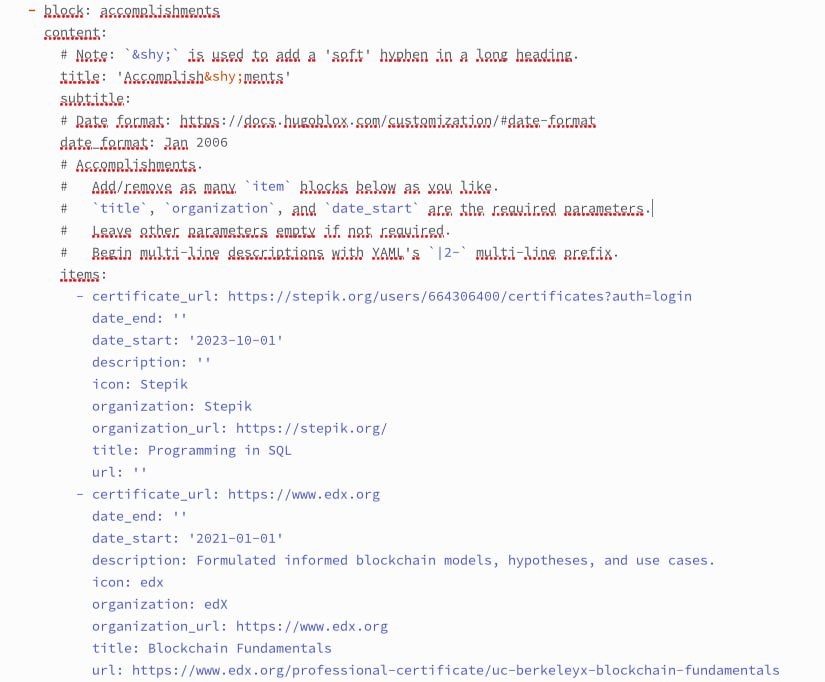 - block: accomplishments
content:
# Note: `&shy;` is used to add a 'soft' hyphen in a long heading.
title: 'Accomplish&shy;ments'
subtitle:
# Date format: https://docs.hugoblox.com/customization/#date-format
date_format: Jan 2006
# Accomplishments.
#   Add/remove as many `item` blocks below as you like.
#   `title`, `organization`, and `date_start` are the required parameters.
#   Leave other parameters empty if not required.
#   Begin multi-line descriptions with YAML's `|2-` multi-line prefix.
items:
- certificate_url: https://stepik.org/users/664306400/certificates?auth=login
date_end: ''
date_start: '2023-10-01'
description: ''
icon: Stepik
organization: Stepik
organization_url: https://stepik.org/
title: Programming in SQL
url: ''
- certificate_url: https://www.edx.org
date_end: ''
date_start: '2021-01-01'
description: Formulated informed blockchain models, hypotheses, and use cases.
icon: edx
organization: edX
organization_url: https://www.edx.org
title: Blockchain Fundamentals
url: https://www.edx.org/professional-certificate/uc-berkeleyx-blockchain-fundamentals